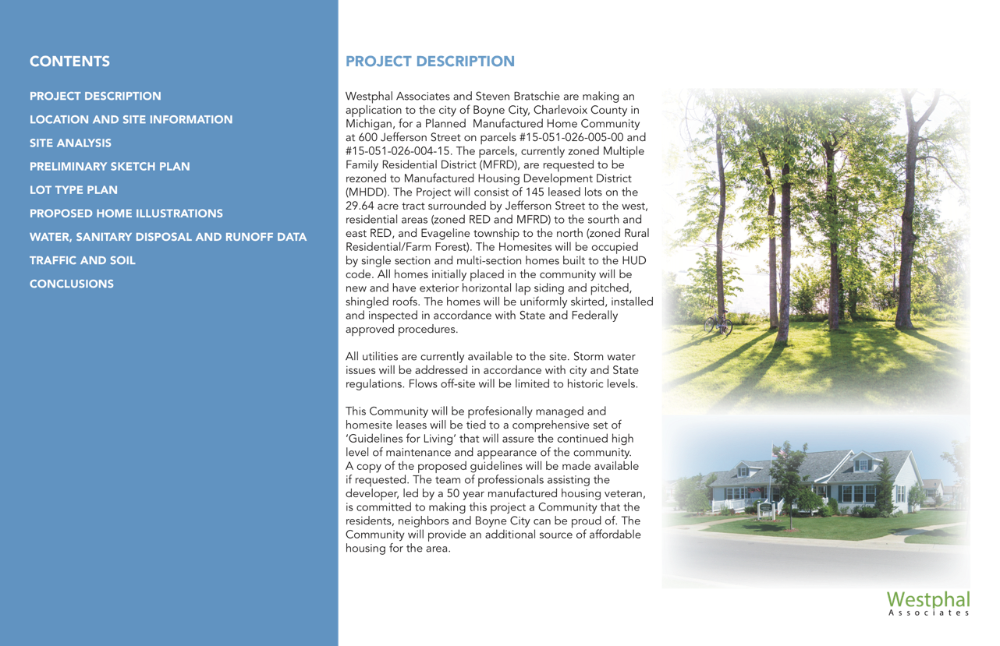 CONTENTS
PROJECT DESCRIPTION
LOCATION AND SITE INFORMATION
SITE ANALYSIS
PRELIMINARY SKETCH PLAN
LOT TYPE PLAN
PROPOSED HOME ILLUSTRATIONS
WATER, SANITARY DISPOSAL AND RUNOFF DATA
TRAFFIC AND SOIL
CONCLUSIONS
PROJECT DESCRIPTION
Westphal Associates and Steven Bratschie are making an
application to the city of Boyne City, Charlevoix County in
Michigan, for a Planned  Manufactured Home Community
at 600 Jefferson Street on parcels #15-051-026-005-00 and
#15-051-026-004-15. The parcels, currently zoned Multiple
Family Residential District (MFRD), are requested to be
rezoned to Manufactured Housing Development District
(MHDD). The Project will consist of 145 leased lots on the
29.64 acre tract surrounded by Jefferson Street to the west,
residential areas (zoned RED and MFRD) to the sourth and
east RED, and Evageline township to the north (zoned Rural
Residential/Farm Forest). The Homesites will be occupied
by single section and multi-section homes built to the HUD
code. All homes initially placed in the community will be
new and have exterior horizontal lap siding and pitched,
shingled roofs. The homes will be uniformly skirted, installed
and inspected in accordance with State and Federally
approved procedures.
All utilities are currently available to the site. Storm water
issues will be addressed in accordance with city and State
regulations. Flows off-site will be limited to historic levels.
This Community will be profesionally managed and
homesite leases will be tied to a comprehensive set of
‘Guidelines for Living’ that will assure the continued high
level of maintenance and appearance of the community.
A copy of the proposed guidelines will be made available
if requested. The team of professionals assisting the
developer, led by a 50 year manufactured housing veteran,
is committed to making this project a Community that the
residents, neighbors and Boyne City can be proud of. The
Community will provide an additional source of affordable
housing for the area.
Westphal
Associates